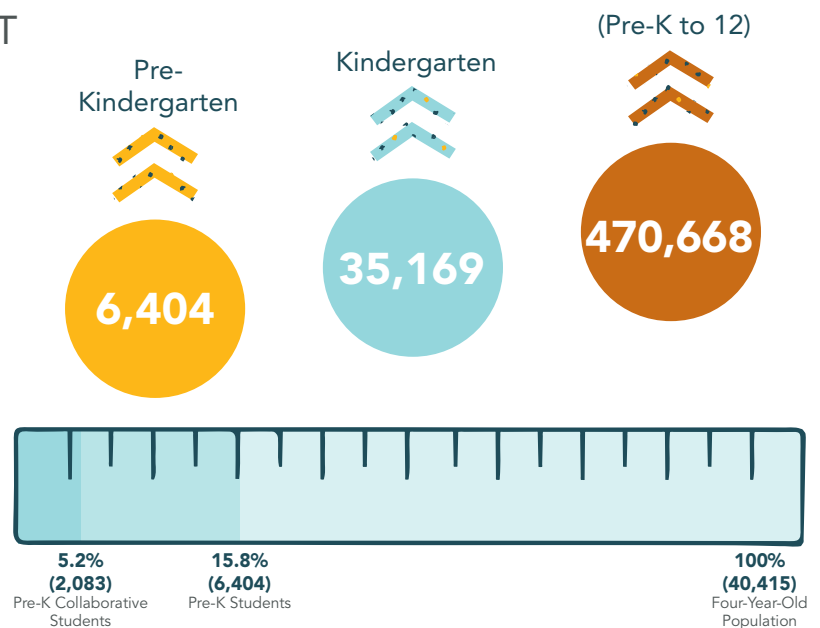 T
Pre-
Kindergarten
Kindergarten
(Pre-K to 12)
6,404
35,169
470,668
5.2%
(2,083)
Pre-K Collaborative
Students
15.8%
(6,404)
Pre-K Students
100%
(40,415)
Four-Year-Old
Population